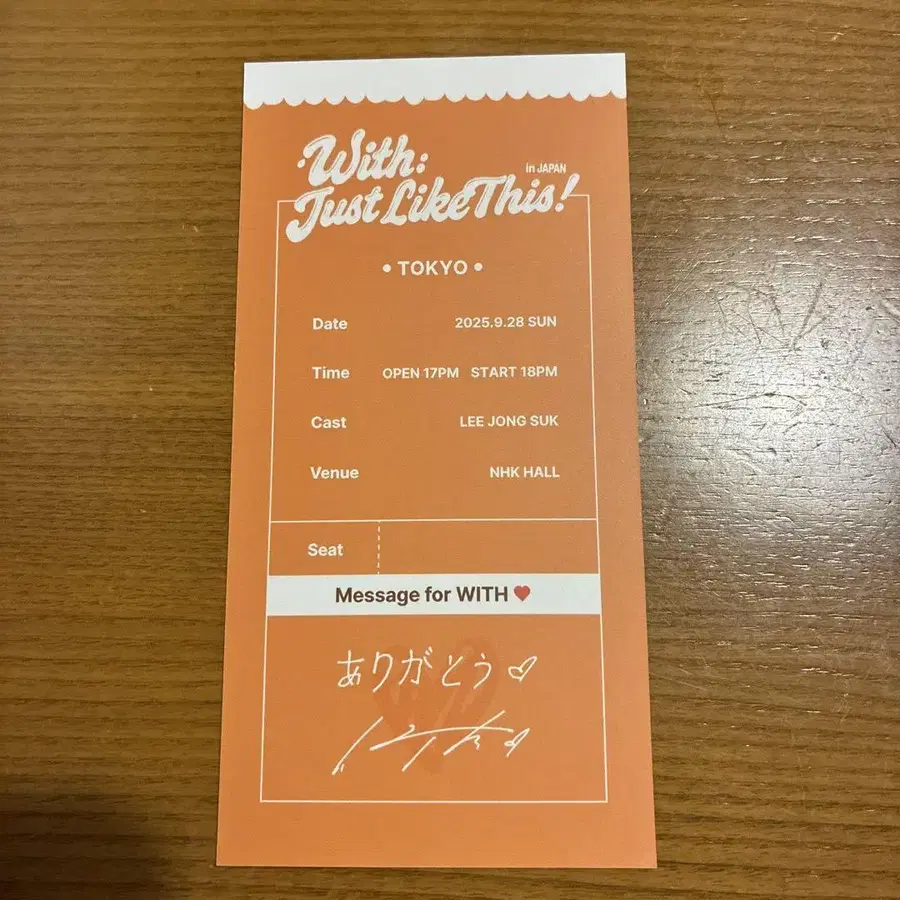 With:
in JAPAN
Just Like This!
• TOKYO •
Date 2025.9.28 SUN
Time OPEN 17PM START 18PM
Cast LEE JONG SUK
Venue NHK HALL
Seat
Message for WITH ♥
ありがとう♡